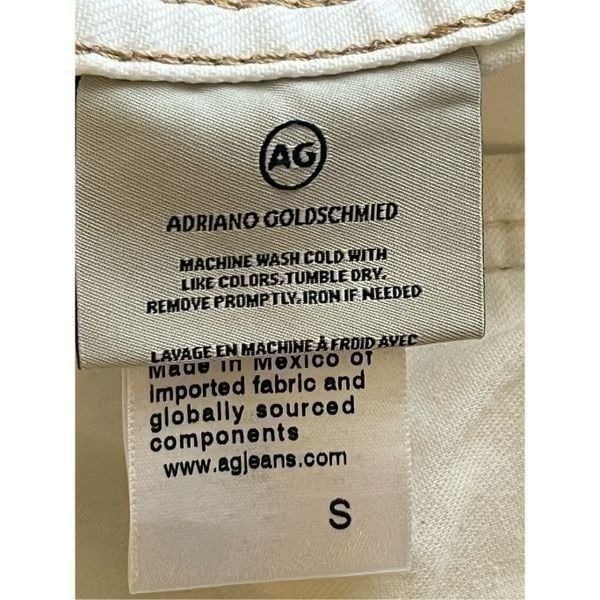 AG
ADRIANO GOLDSCHMIED
MACHINE WASH COLD WITH
LIKE COLORS, TUMBLE DRY.
REMOVE PROMPTLY. IRON IF NEEDED
LAVAGE EN MACHINE À FROID AVEC
Made in Mexico of
imported fabric and
globally sourced
components
www.agjeans.com
S